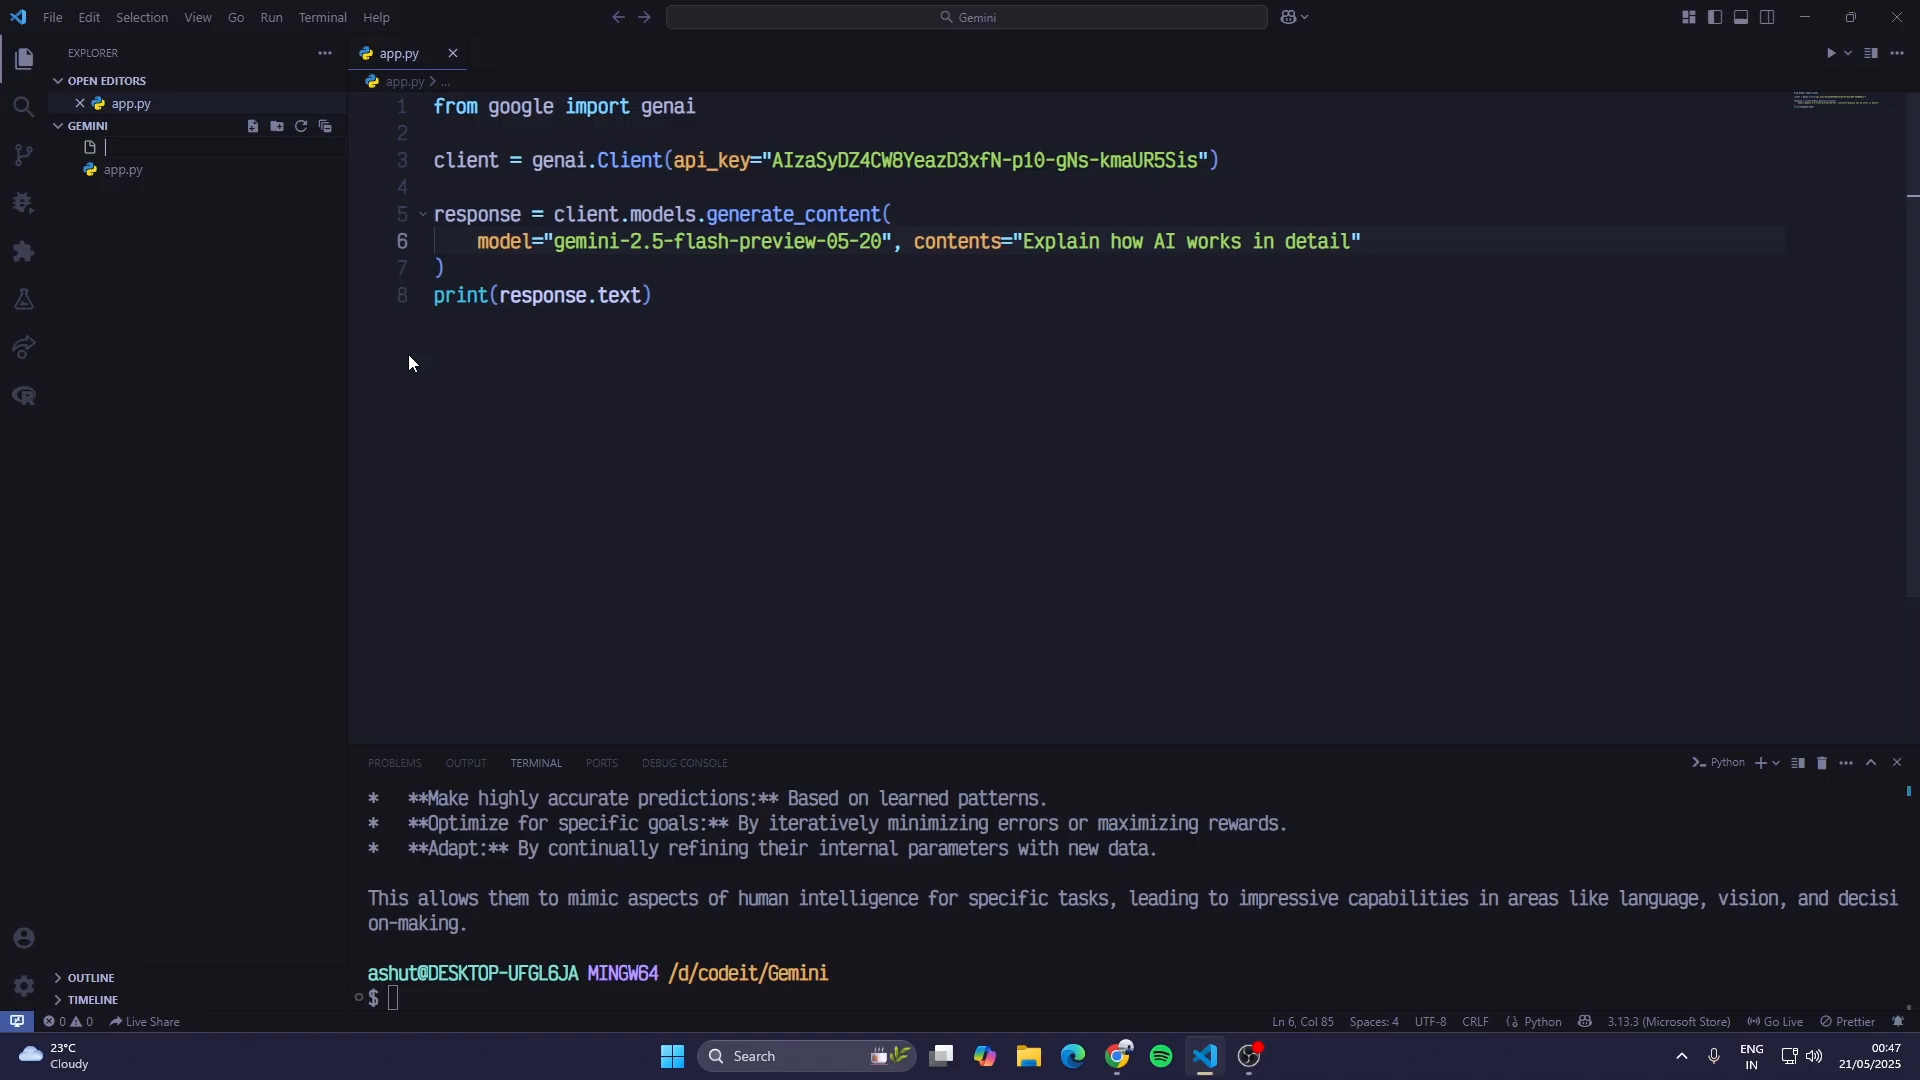 File Edit Selection View Go Run Terminal Help
Gemini
EXPLORER
OPEN EDITORS
app.py
GEMINI
app.py
app.py
app.py > ...
1 from google import genai
2
3 client = genai.Client(api_key="AIzaSyDZ4CW8YeazD3xfN-p10-gNs-kmaUR5Sis")
4
5 response = client.models.generate_content(
6 model="gemini-2.5-flash-preview-05-20", contents="Explain how AI works in detail"
7 )
8 print(response.text)
PROBLEMS OUTPUT TERMINAL PORTS DEBUG CONSOLE
Python
* **Make highly accurate predictions:** Based on learned patterns.
* **Optimize for specific goals:** By iteratively minimizing errors or maximizing rewards.
* **Adapt:** By continually refining their internal parameters with new data.
This allows them to mimic aspects of human intelligence for specific tasks, leading to impressive capabilities in areas like language, vision, and decisi
on-making.
ashut@DESKTOP-UFGL6JA MINGW64 /d/codeit/Gemini
$
OUTLINE
TIMELINE
0 0 Live Share
Ln 6, Col 85 Spaces: 4 UTF-8 CRLF Python 3.13.3 (Microsoft Store) Go Live Prettier
23°C
Cloudy
Search
ENG
IN
00:47
21/05/2025